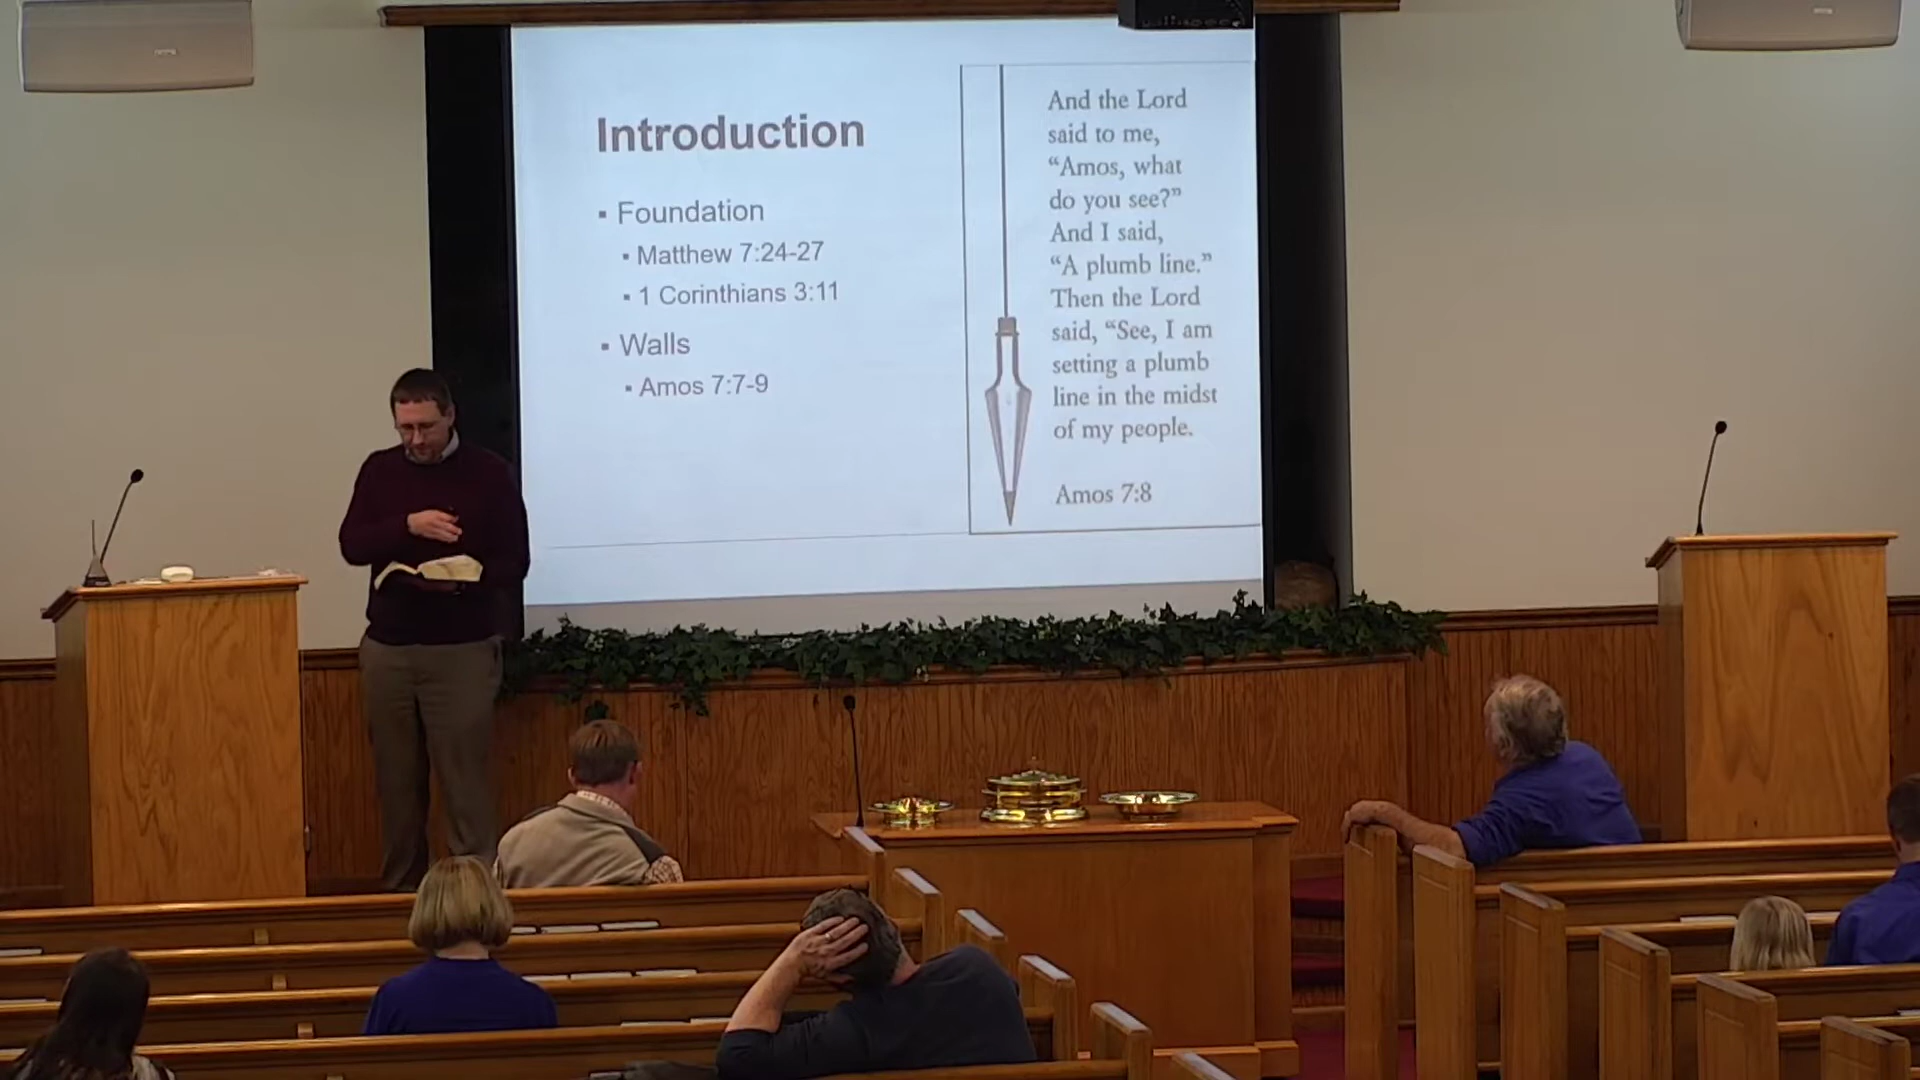 Introduction
▪ Foundation
▪ Matthew 7:24-27
▪ 1 Corinthians 3:11
▪ Walls
▪ Amos 7:7-9
And the Lord
said to me,
“Amos, what
do you see?”
And I said,
“A plumb line.”
Then the Lord
said, “See, I am
setting a plumb
line in the midst
of my people.
Amos 7:8